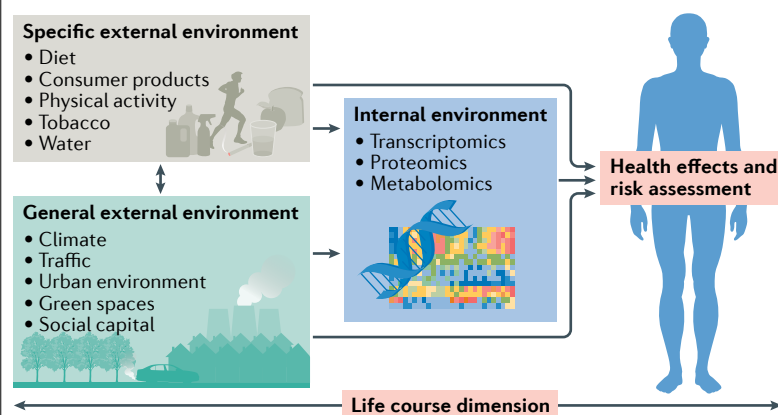 Specific external environment
• Diet
• Consumer products
• Physical activity
• Tobacco
• Water
General external environment
• Climate
• Traffic
• Urban environment
• Green spaces
• Social capital
Internal environment
• Transcriptomics
• Proteomics
• Metabolomics
Health effects and
risk assessment
Life course dimension